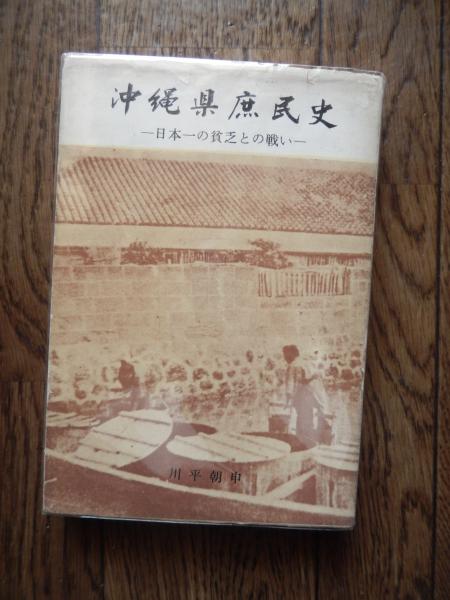 沖縄県庶民史
―日本一の貧乏との戦い―
川平朝申